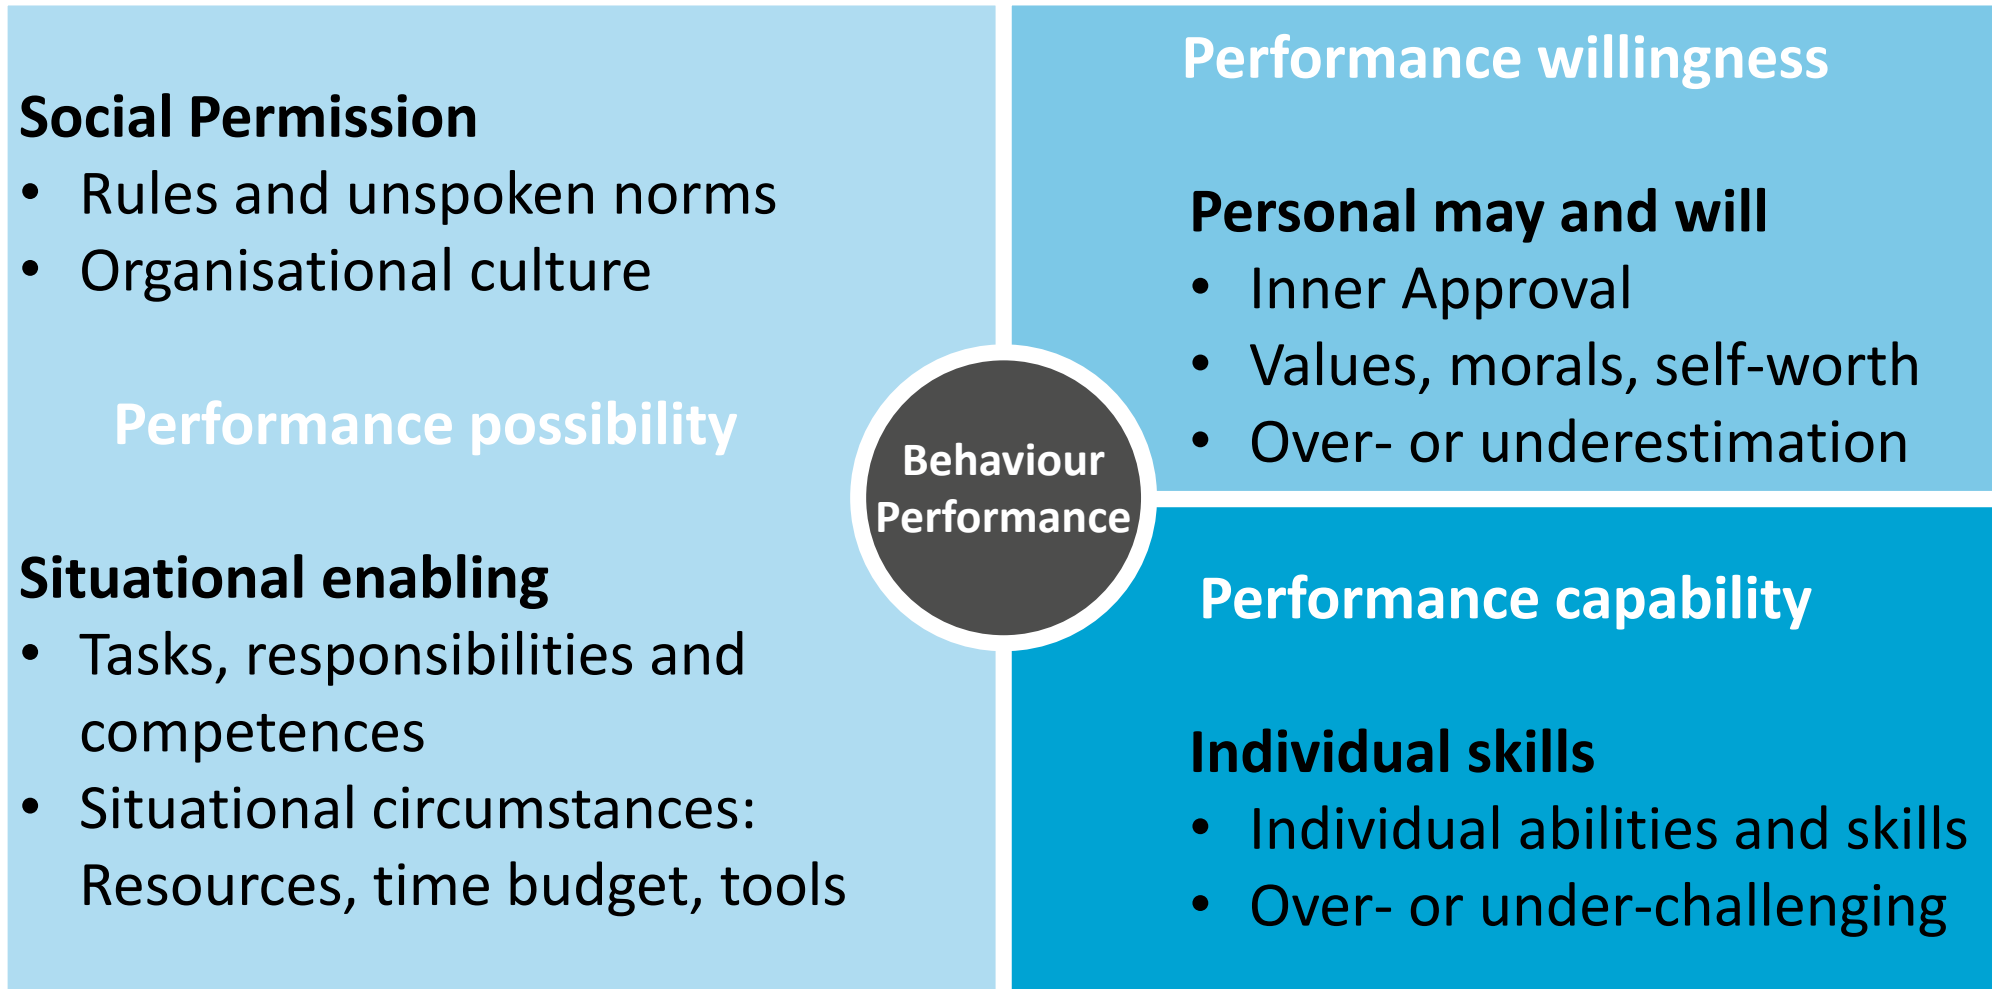 Social Permission
• Rules and unspoken norms
• Organisational culture
Performance possibility
Situational enabling
• Tasks, responsibilities and
competences
• Situational circumstances:
Resources, time budget, tools
Behaviour
Performance
Performance willingness
Personal may and will
• Inner Approval
• Values, morals, self-worth
• Over- or underestimation
Performance capability
Individual skills
• Individual abilities and skills
• Over- or under-challenging